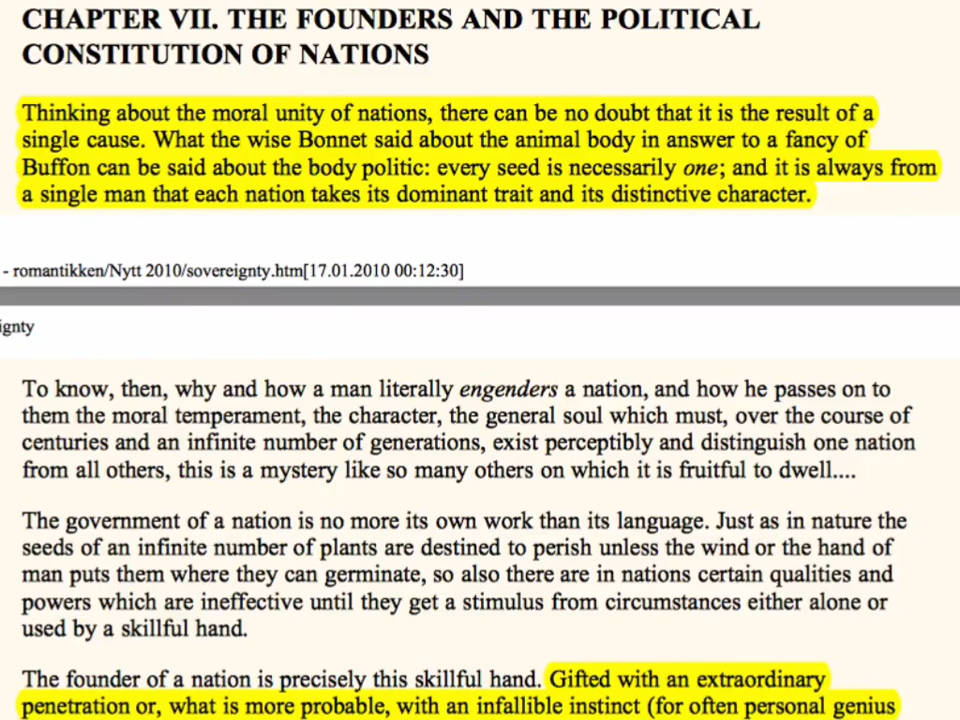 CHAPTER VII. THE FOUNDERS AND THE POLITICAL
CONSTITUTION OF NATIONS
Thinking about the moral unity of nations, there can be no doubt that it is the result of a
single cause. What the wise Bonnet said about the animal body in answer to a fancy of
Buffon can be said about the body politic: every seed is necessarily one; and it is always from
a single man that each nation takes its dominant trait and its distinctive character.
- romantikken/Nytt 2010/sovereignty.htm[17.01.2010 00:12:30]
ignty
To know, then, why and how a man literally engenders a nation, and how he passes on to
them the moral temperament, the character, the general soul which must, over the course of
centuries and an infinite number of generations, exist perceptibly and distinguish one nation
from all others, this is a mystery like so many others on which it is fruitful to dwell....
The government of a nation is no more its own work than its language. Just as in nature the
seeds of an infinite number of plants are destined to perish unless the wind or the hand of
man puts them where they can germinate, so also there are in nations certain qualities and
powers which are ineffective until they get a stimulus from circumstances either alone or
used by a skillful hand.
The founder of a nation is precisely this skillful hand. Gifted with an extraordinary
penetration or, what is more probable, with an infallible instinct (for often personal genius